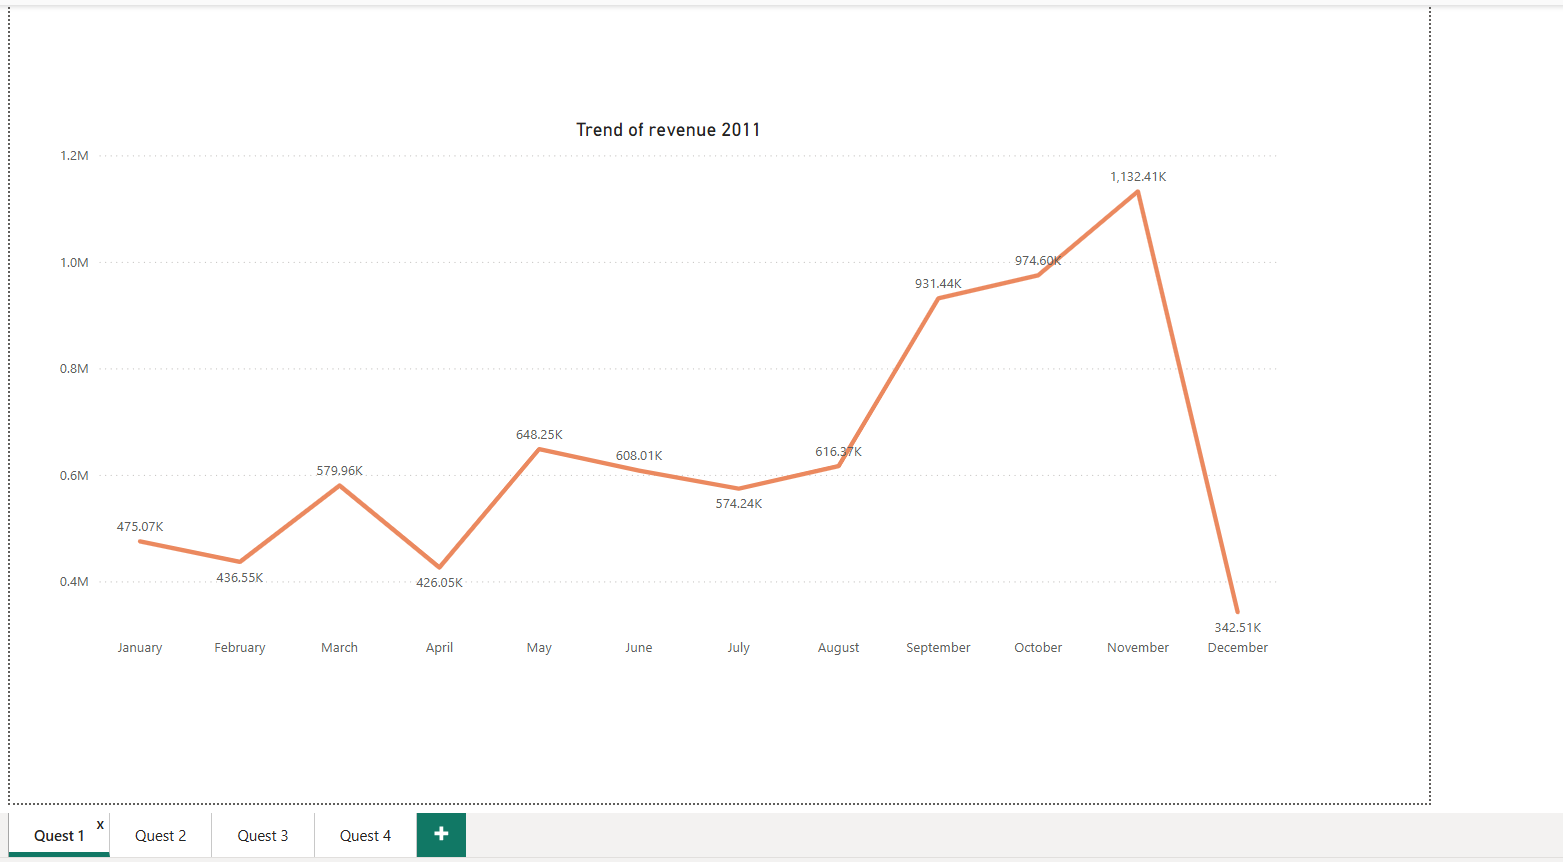 Trend of revenue 2011
1.2M
1,132.41K
1.0M
974.60K
931.44K
0.8M
648.25K
608.01K
616.37K
0.6M
579.96K
574.24K
475.07K
436.55K
426.05K
0.4M
342.51K
January February March April May June July August September October November December
Quest 1 x Quest 2 Quest 3 Quest 4 +